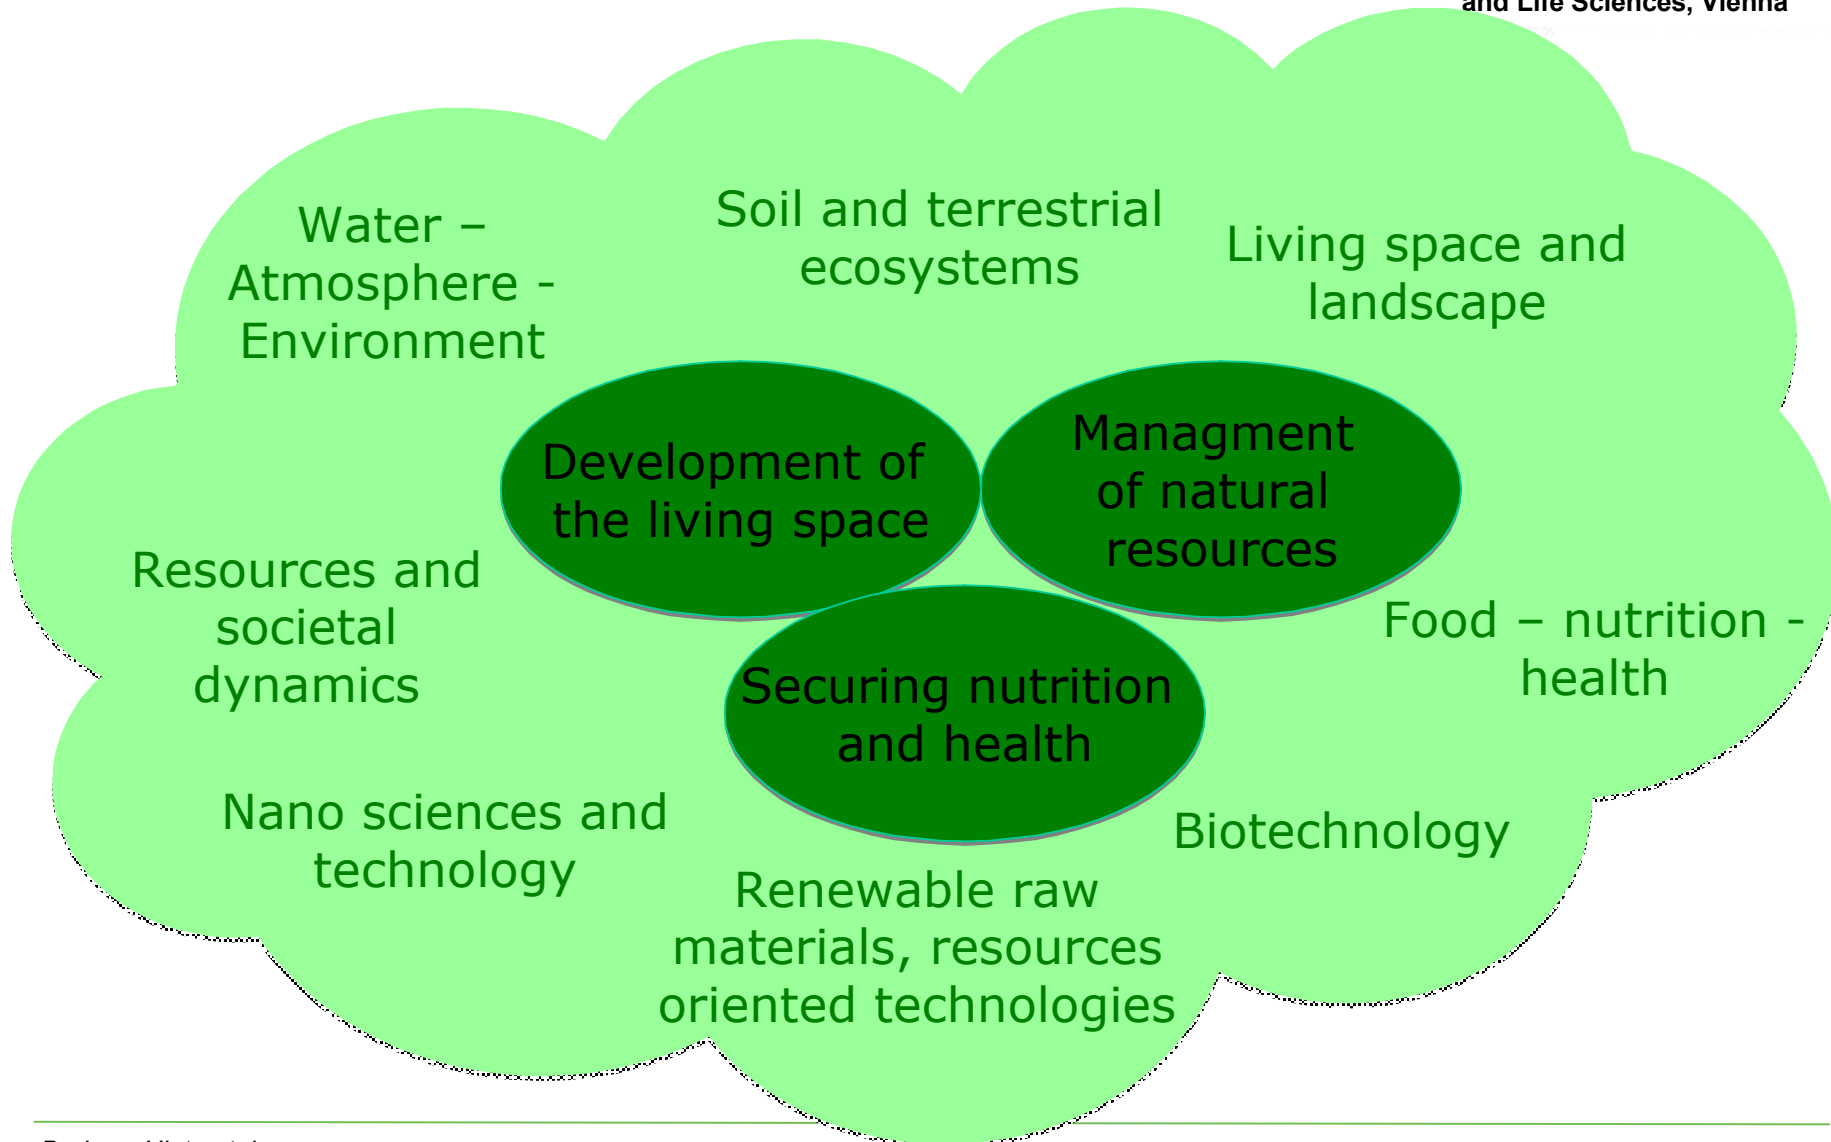 and Life Sciences, Vienna
Water –
Atmosphere -
Environment
Soil and terrestrial
ecosystems
Living space and
landscape
Development of
the living space
Managment
of natural
resources
Resources and
societal
dynamics
Food – nutrition -
health
Securing nutrition
and health
Nano sciences and
technology
Biotechnology
Renewable raw
materials, resources
oriented technologies